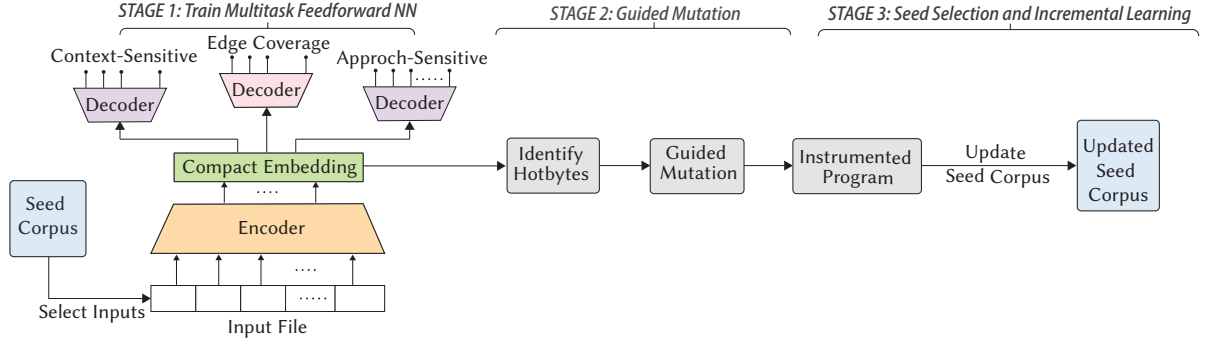 STAGE 1: Train Multitask Feedforward NN
STAGE 2: Guided Mutation
STAGE 3: Seed Selection and Incremental Learning
Context-Sensitive
Edge Coverage
Approch-Sensitive
.....
Decoder
Decoder
Decoder
Compact Embedding
....
Encoder
....
.....
Input File
Seed
Corpus
Select Inputs
Identify
Hotbytes
Guided
Mutation
Instrumented
Program
Update
Seed Corpus
Updated
Seed
Corpus